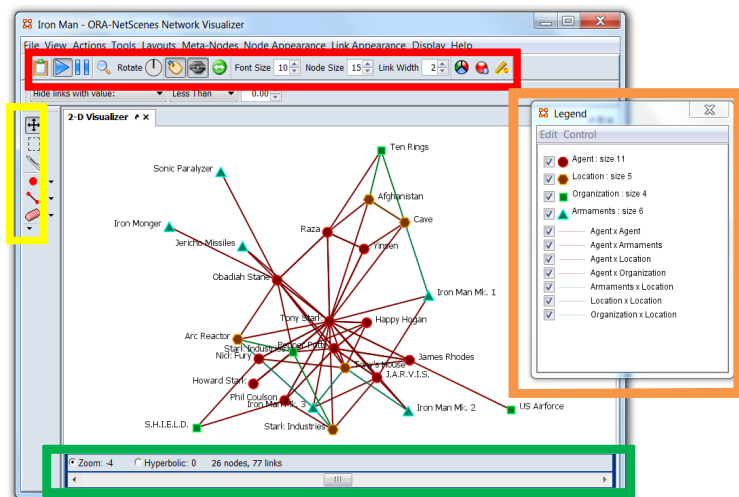 Iron Man - ORA-NetScenes Network Visualizer
File View Actions Tools Layouts Meta-Nodes Node Appearance Link Appearance Display Help
Rotate Font Size 10 Node Size 15 Link Width 2
Hide links with value: Less Than 0.00
2-D Visualizer
Legend
Edit Control
Agent : size 11
Location : size 5
Organization : size 4
Armaments : size 6
Agent x Agent
Agent x Armaments
Agent x Location
Agent x Organization
Armaments x Location
Location x Location
Organization x Location
Ten Rings
Sonic Paralyzer
Afghanistan
Iron Monger
Cave
Raza
Jericho Missiles
Yinsen
Obadiah Stane
Iron Man Mk. 1
Tony Stark
Happy Hogan
Arc Reactor
Stark Industries
Pepper Potts
Nick Fury
James Rhodes
Tony's House
J.A.R.V.I.S.
Howard Stark
Phil Coulson
Iron Man Mk. 3
Iron Man Mk. 2
US Airforce
S.H.I.E.L.D.
Stark Industries
Zoom: -4 Hyperbolic: 0 26 nodes, 77 links